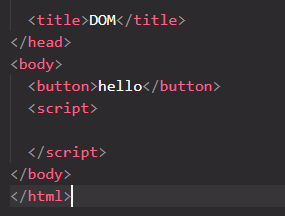 <title>DOM</title>
</head>
<body>
<button>hello</button>
<script>
</script>
</body>
</html>